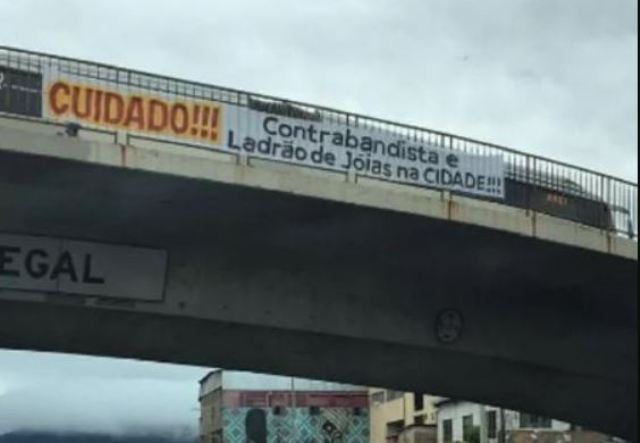 CUIDADO!!!
Contrabandista e
Ladrão de Jóias na CIDADE!!!
EGAL